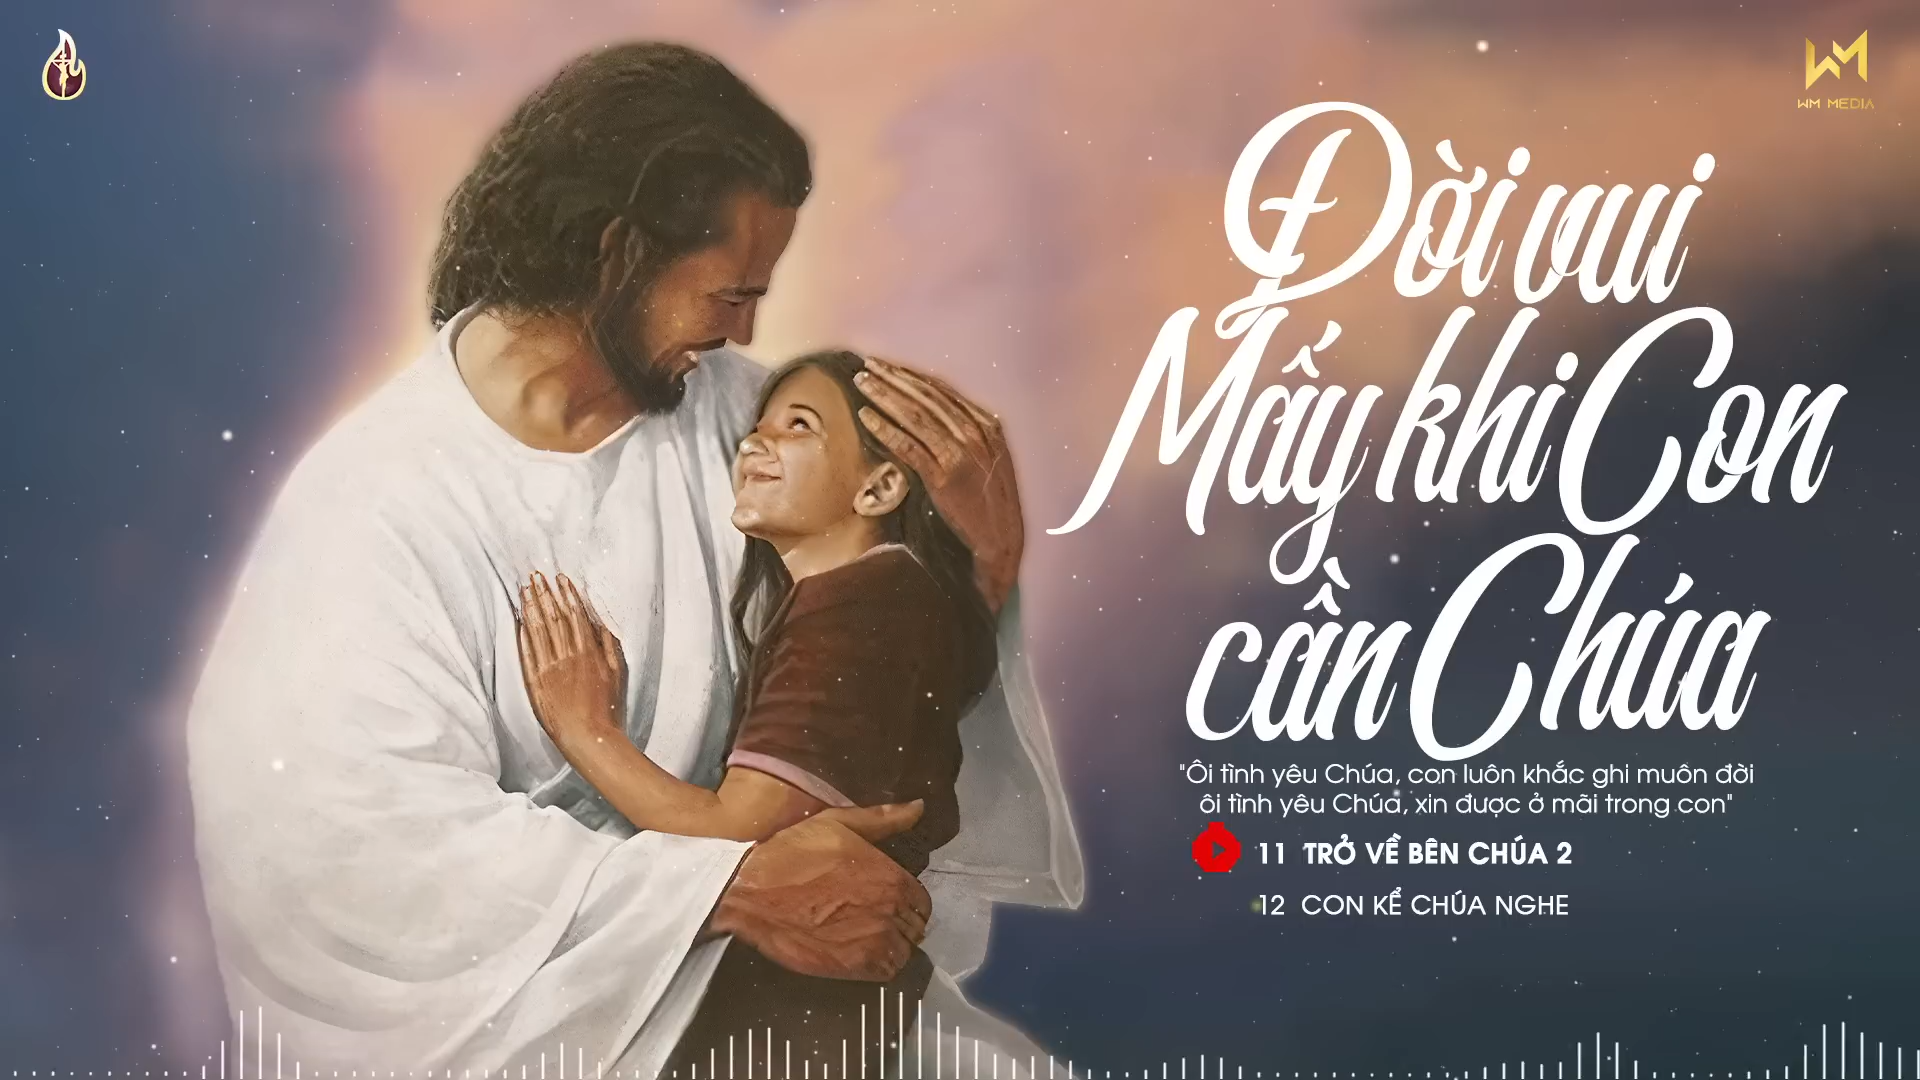 WM MEDIA
Đời vui
Mấy khi Con
cần Chúa
"Ôi tình yêu Chúa, con luôn khắc ghi muôn đời
ôi tình yêu Chúa, xin được ở mãi trong con"
11 TRỞ VỀ BÊN CHÚA 2
12 CON KỂ CHÚA NGHE